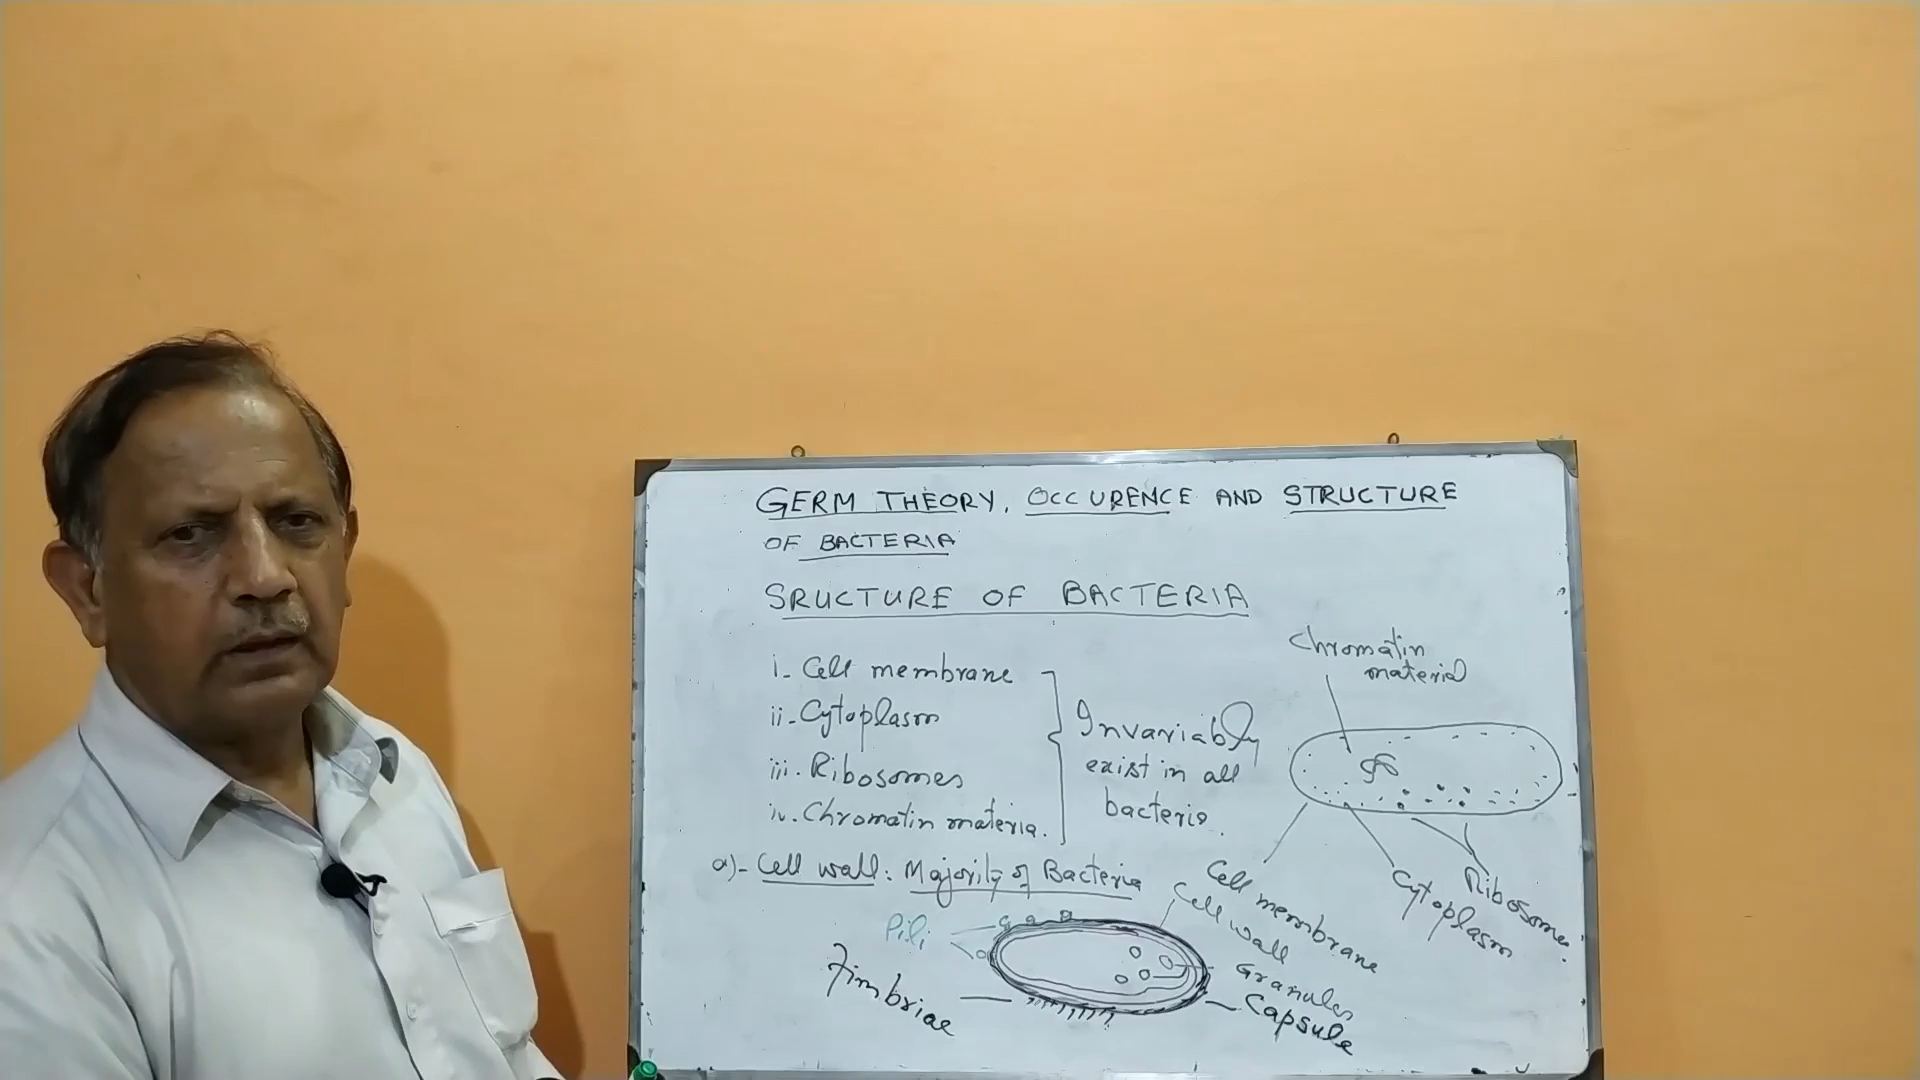 GERM THEORY, OCCURENCE AND STRUCTURE
OF BACTERIA
SRUCTURE OF BACTERIA
i- Cell membrane
ii- Cytoplasm
iii. Ribosomes
iv. Chromatin materia.
Invariably
exist in all
bacteria.
Chromatin
material
Cell membrane
Cytoplasm
Ribosome
a)- Cell wall: Majority of Bacteria
Pili
Fimbriae
Cell wall
Granules
Capsule